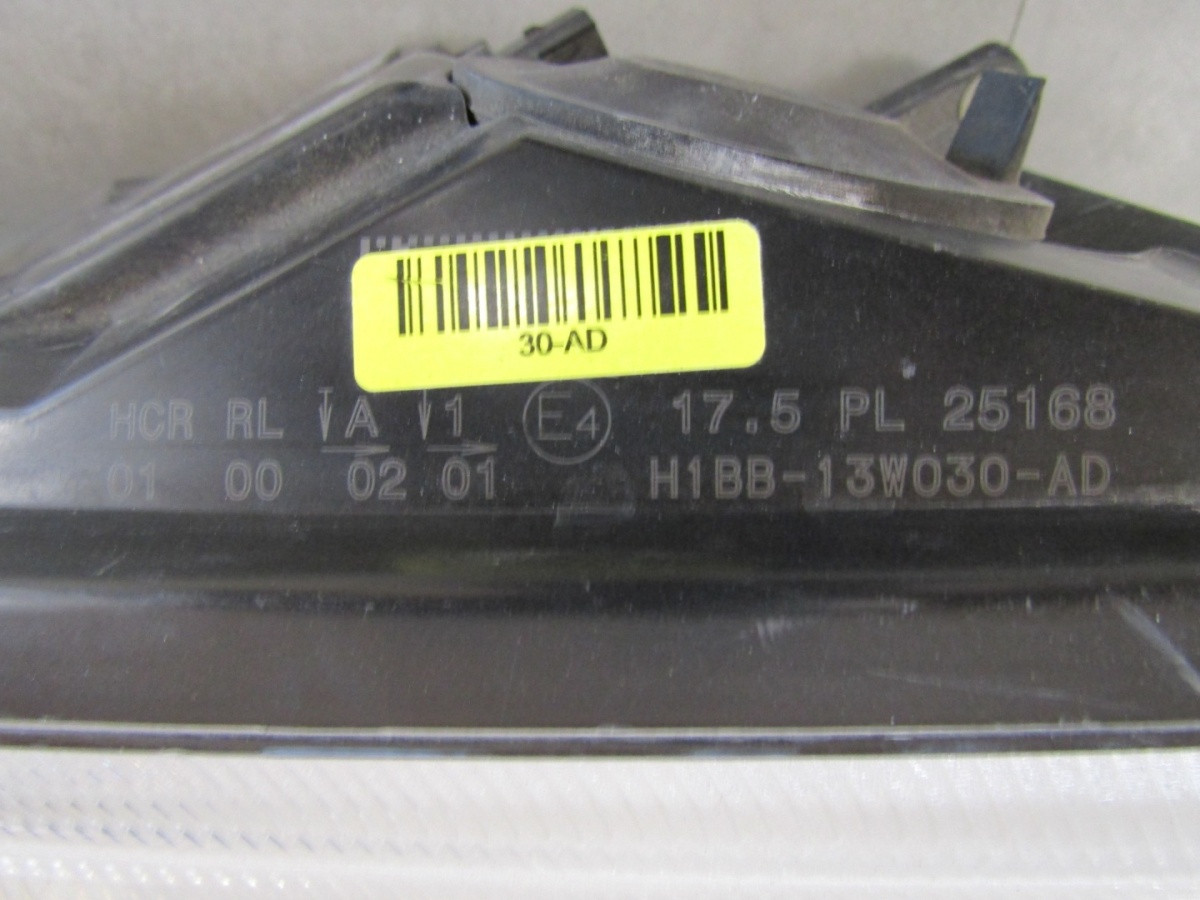 30-AD
HCR RL A 1 E4 17.5 PL 25168
01 00 02 01 H1BB-13W030-AD